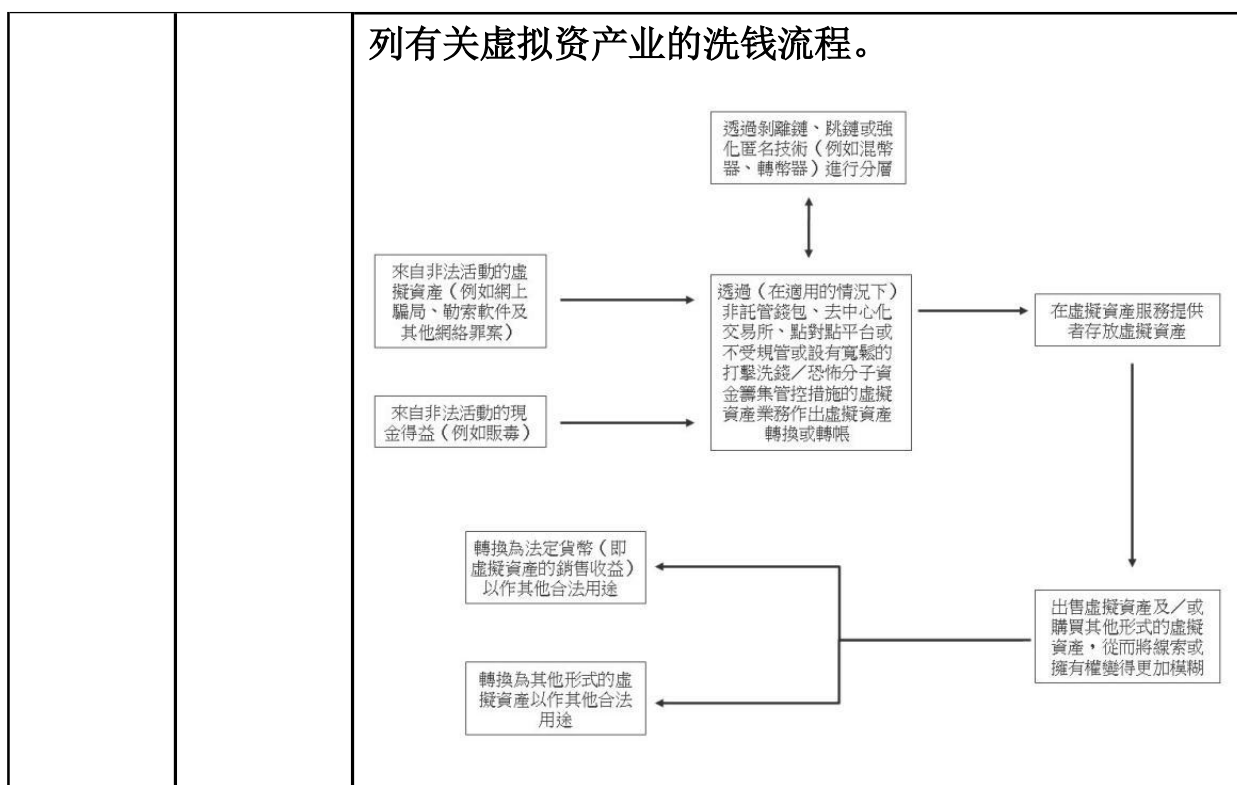 列有关虚拟资产业的洗钱流程。
透過剝離鏈、跳鏈或強
化匿名技術（例如混幣
器、轉幣器）進行分層
來自非法活動的虛
擬資產（例如網上
騙局、勒索軟件及
其他網絡罪案）
透過（在適用的情況下）
非託管錢包、去中心化
交易所、點對點平台或
不受規管或設有寬鬆的
打擊洗錢／恐怖分子資
金籌集管控措施的虛擬
資產業務作出虛擬資產
轉換或轉帳
在虛擬資產服務提供
者存放虛擬資產
來自非法活動的現
金得益（例如販毒）
轉換為法定貨幣（即
虛擬資產的銷售收益）
以作其他合法用途
出售虛擬資產及／或
購買其他形式的虛擬
資產，從而將線索或
擁有權變得更加模糊
轉換為其他形式的虛
擬資產以作其他合法
用途